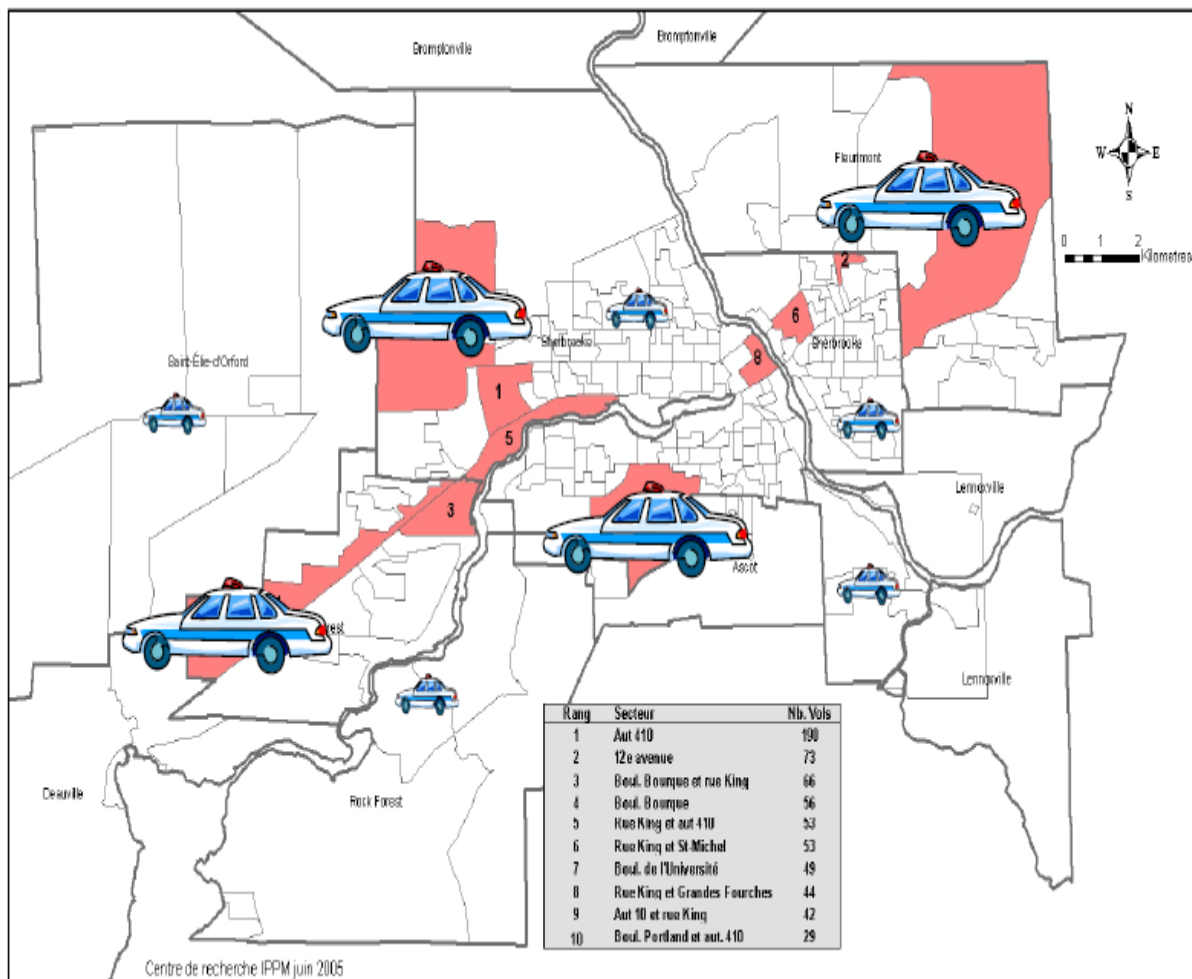 Bromptonville
Bromptonville
N
W E
S
Fleurimont
0 1 2
Kilometres
2
6
Sherbrooke
Sherbrooke
8
Saint-Élie-d'Orford
1
5
3
Lennoxville
Ascot
rest
Lennoxville
Deauville
Rock Forest
Rang Secteur Nb. Vols
1 Aut 410 190
2 12e avenue 73
3 Boul. Bourque et rue King 66
4 Boul. Bourque 56
5 Rue King et aut 410 53
6 Rue King et St-Michel 53
7 Boul. de l'Université 49
8 Rue King et Grandes Fourches 44
9 Aut 10 et rue King 42
10 Boul. Portland et aut. 410 29
Centre de recherche IPPM juin 2005